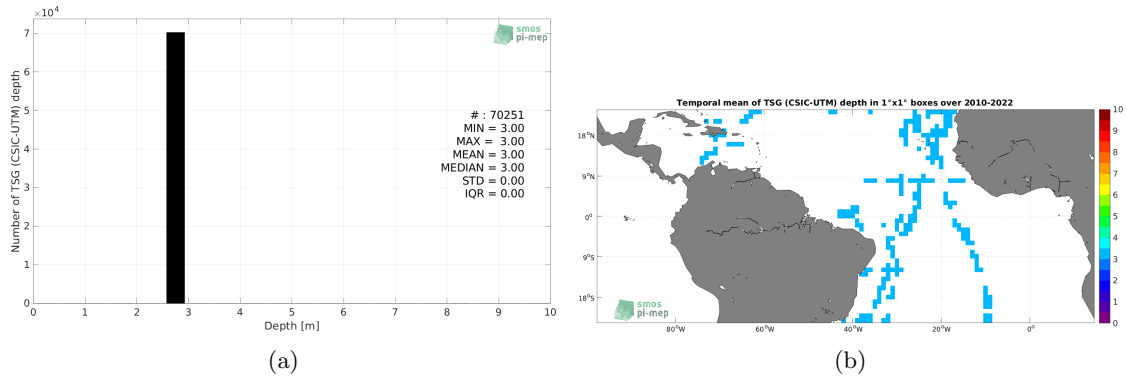 x10⁴
smos
pi-mep
7
6
5
4
3
2
1
0
Number of TSG (CSIC-UTM) depth
# : 70251
MIN = 3.00
MAX = 3.00
MEAN = 3.00
MEDIAN = 3.00
STD = 0.00
IQR = 0.00
0 1 2 3 4 5 6 7 8 9 10
Depth [m]
(a)
Temporal mean of TSG (CSIC-UTM) depth in 1°x1° boxes over 2010-2022
18°N
9°N
0°
9°S
18°S
80°W 60°W 40°W 20°W 0°
smos
pi-mep
10
9
8
7
6
5
4
3
2
1
0
(b)